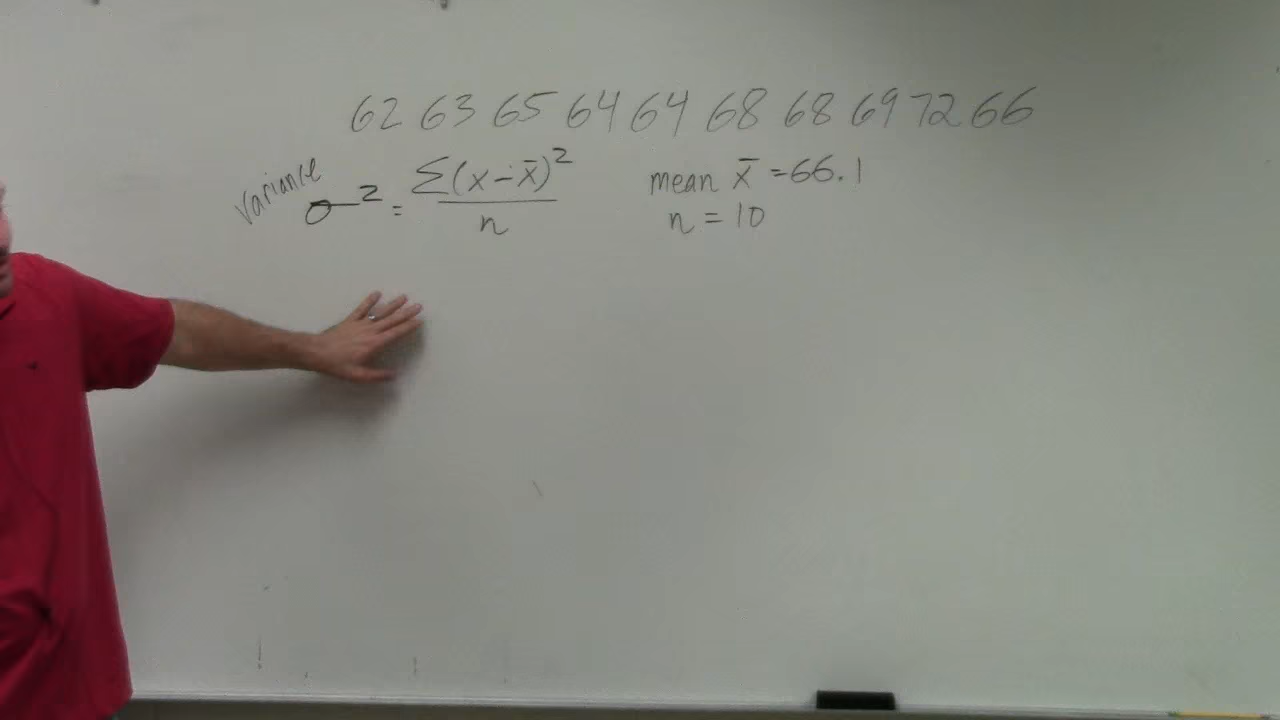 62 63 65 64 64 68 68 69 72 66
variance σ² = Σ(x-x̄)²/n
mean x̄ = 66.1
n = 10